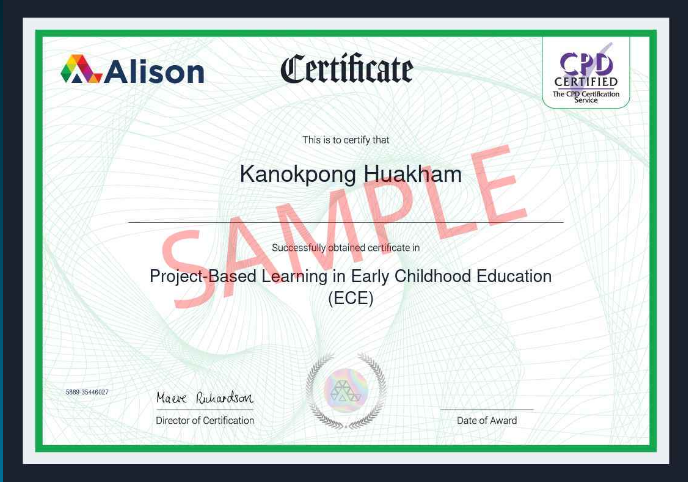 Alison
Certificate
CPD
CERTIFIED
The CPD Certification
Service
This is to certify that
Kanokpong Huakham
SAMPLE
Successfully obtained certificate in
Project-Based Learning in Early Childhood Education
(ECE)
5889-35446027
Maeve Richardson
Director of Certification
Date of Award